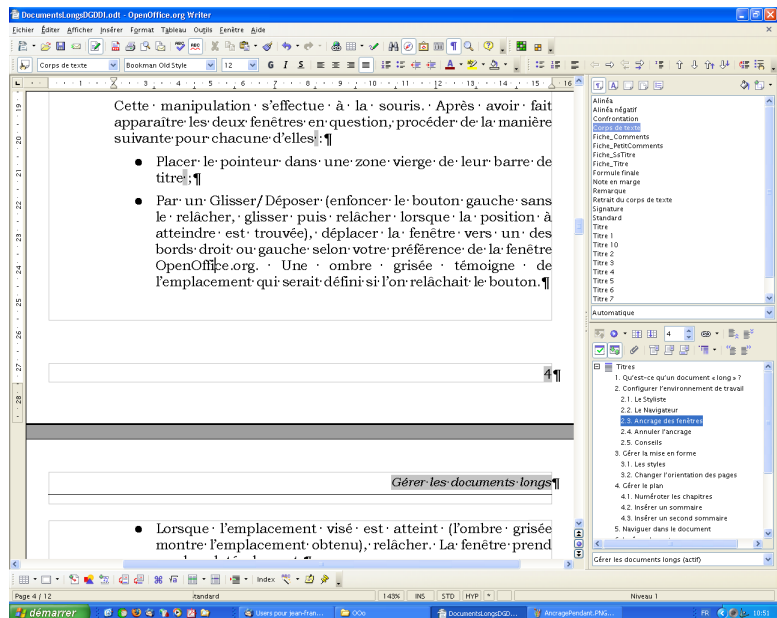 DocumentsLongsDGDDI.odt - OpenOffice.org Writer
Fichier Éditer Afficher Insérer Format Tableau Outils Fenêtre Aide
Corps de texte Bookman Old Style 12 G I S
Cette manipulation s'effectue à la souris. Après avoir fait
apparaître les deux fenêtres en question, procéder de la manière
suivante pour chacune d'elles :¶
● Placer le pointeur dans une zone vierge de leur barre de
titre ;¶
● Par un Glisser/Déposer (enfoncer le bouton gauche sans
le relâcher, glisser puis relâcher lorsque la position à
atteindre est trouvée), déplacer la fenêtre vers un des
bords droit ou gauche selon votre préférence de la fenêtre
OpenOffice.org. Une ombre grisée témoigne de
l'emplacement qui serait défini si l'on relâchait le bouton.¶
4¶
Gérer les documents longs¶
● Lorsque l'emplacement visé est atteint (l'ombre grisée
montre l'emplacement obtenu), relâcher. La fenêtre prend
Alinéa
Alinéa négatif
Confrontation
Corps de texte
Fiche_Comments
Fiche_PetitComments
Fiche_SsTitre
Fiche_Titre
Formule finale
Note en marge
Remarque
Retrait du corps de texte
Signature
Standard
Titre
Titre 1
Titre 10
Titre 2
Titre 3
Titre 4
Titre 5
Titre 6
Titre 7
Automatique
4
Titres
1. Qu'est-ce qu'un document « long » ?
2. Configurer l'environnement de travail
2.1. Le Styliste
2.2. Le Navigateur
2.3. Ancrage des fenêtres
2.4. Annuler l'ancrage
2.5. Conseils
3. Gérer la mise en forme
3.1. Les styles
3.2. Changer l'orientation des pages
4. Gérer le plan
4.1. Numéroter les chapitres
4.2. Insérer un sommaire
4.3. Insérer un second sommaire
5. Naviguer dans le document
Gérer les documents longs (actif)
Index
Page 4 / 12 tandard 143% INS STD HYP * Niveau 1
démarrer Users pour jean-fran... OOo DocumentsLongsDGD... AncragePendant.PNG... FR 10:51